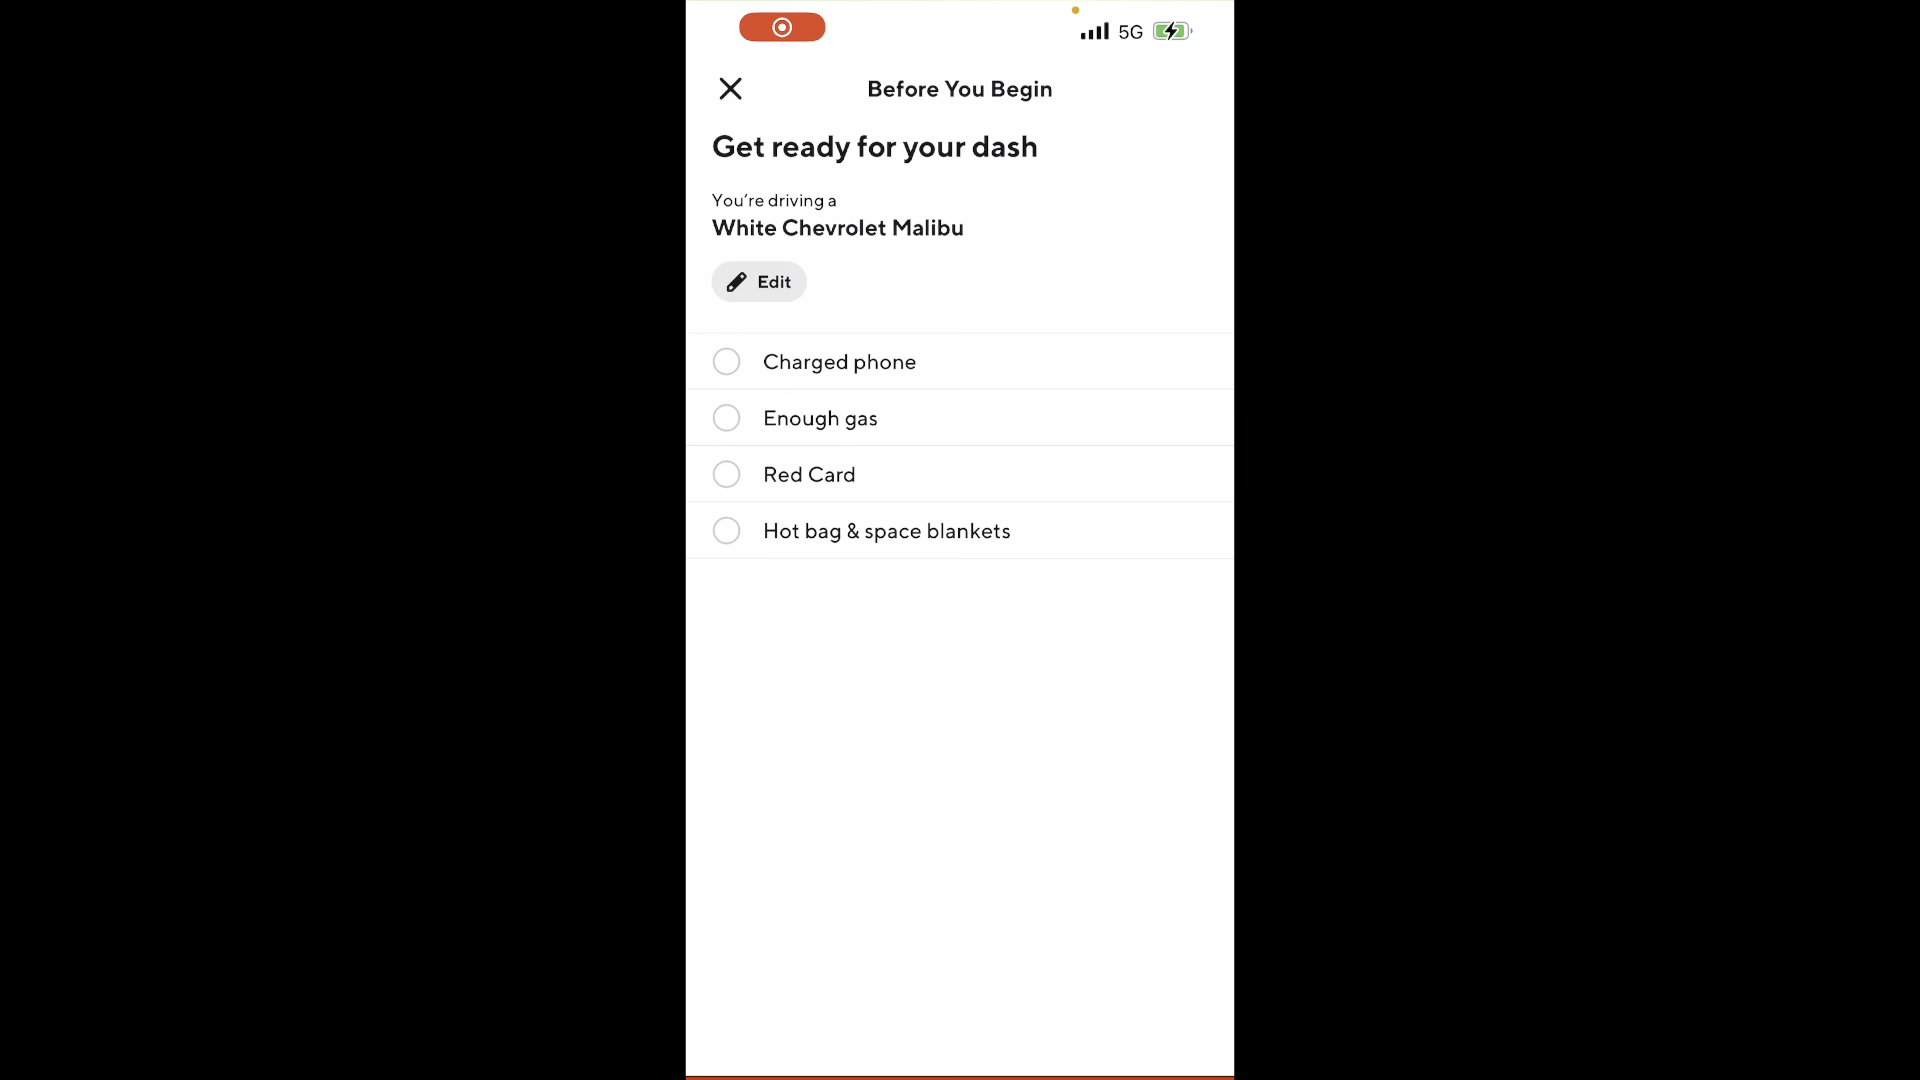 5G
Before You Begin
Get ready for your dash
You’re driving a
White Chevrolet Malibu
Edit
Charged phone
Enough gas
Red Card
Hot bag & space blankets